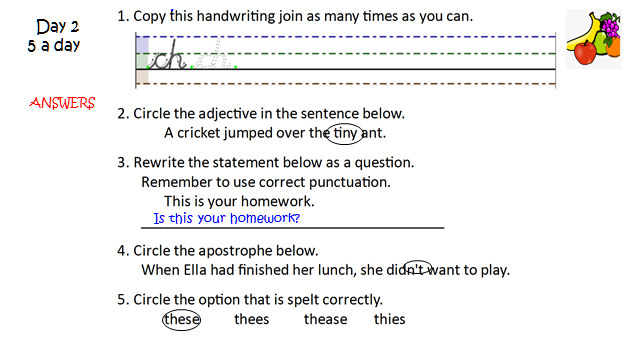 Day 2
5 a day
ANSWERS
1. Copy this handwriting join as many times as you can.
ch ch
2. Circle the adjective in the sentence below.
A cricket jumped over the tiny ant.
3. Rewrite the statement below as a question.
Remember to use correct punctuation.
This is your homework.
Is this your homework?
4. Circle the apostrophe below.
When Ella had finished her lunch, she didn't want to play.
5. Circle the option that is spelt correctly.
these thees thease thies